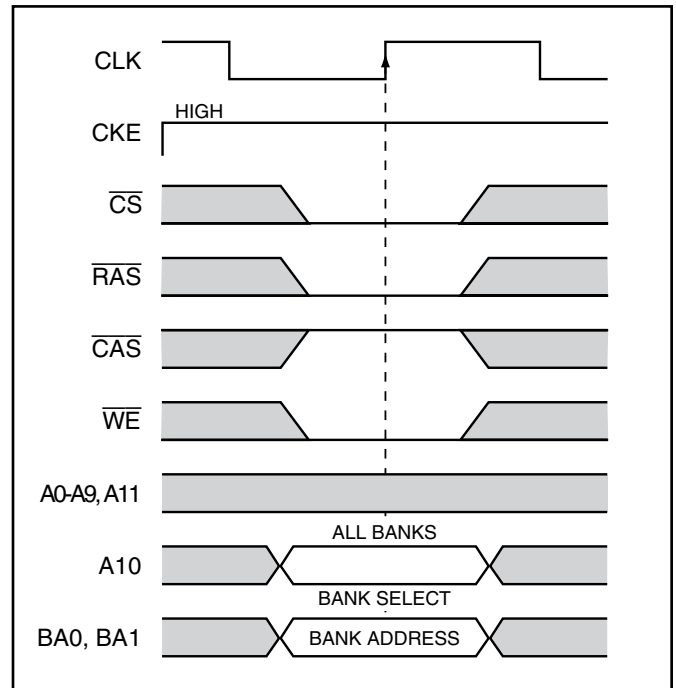 CLK
CKE HIGH
CS
RAS
CAS
WE
A0-A9, A11
ALL BANKS
A10
BANK SELECT
BA0, BA1 BANK ADDRESS